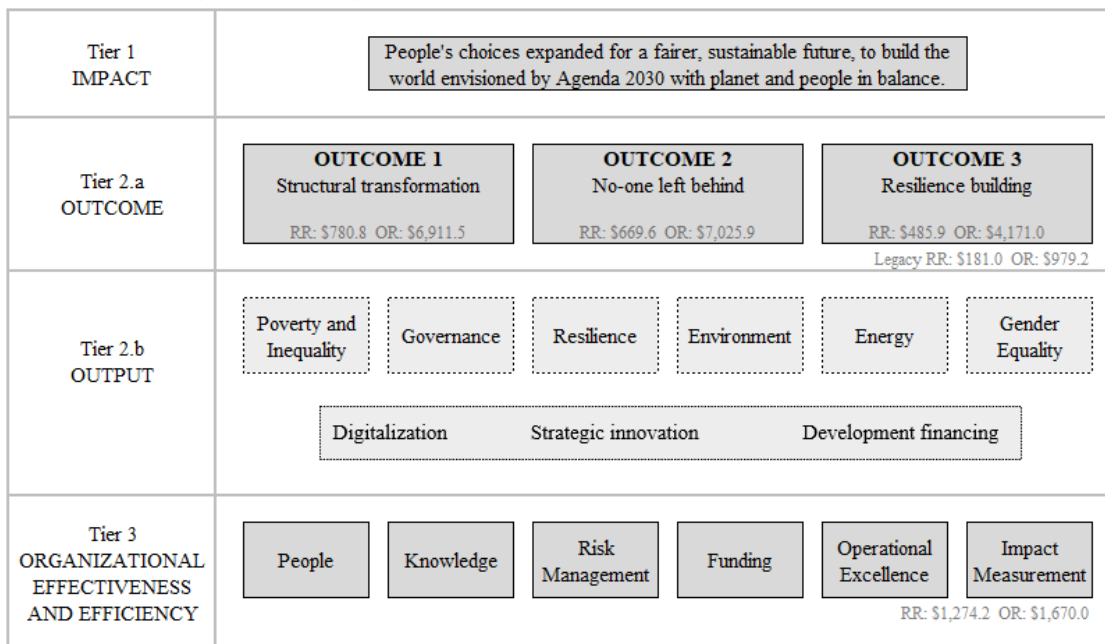 Tier 1
IMPACT
People's choices expanded for a fairer, sustainable future, to build the
world envisioned by Agenda 2030 with planet and people in balance.
Tier 2.a
OUTCOME
OUTCOME 1
Structural transformation
RR: $780.8 OR: $6,911.5
OUTCOME 2
No-one left behind
RR: $669.6 OR: $7,025.9
OUTCOME 3
Resilience building
RR: $485.9 OR: $4,171.0
Legacy RR: $181.0 OR: $979.2
Tier 2.b
OUTPUT
Poverty and
Inequality
Governance
Resilience
Environment
Energy
Gender
Equality
Digitalization
Strategic innovation
Development financing
Tier 3
ORGANIZATIONAL
EFFECTIVENESS
AND EFFICIENCY
People
Knowledge
Risk
Management
Funding
Operational
Excellence
Impact
Measurement
RR: $1,274.2 OR: $1,670.0